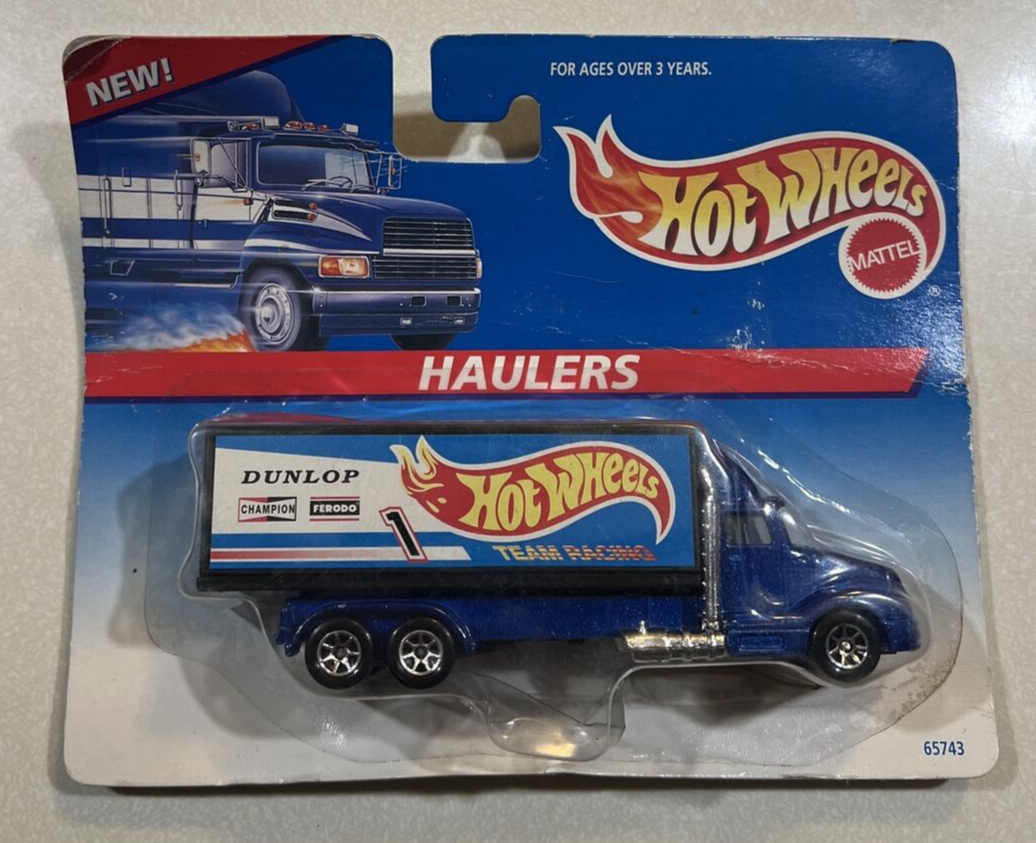 NEW!
FOR AGES OVER 3 YEARS.
HOT WHEELS
MATTEL
®
HAULERS
DUNLOP
CHAMPION
FERODO
1
HOT WHEELS
TEAM RACING
65743